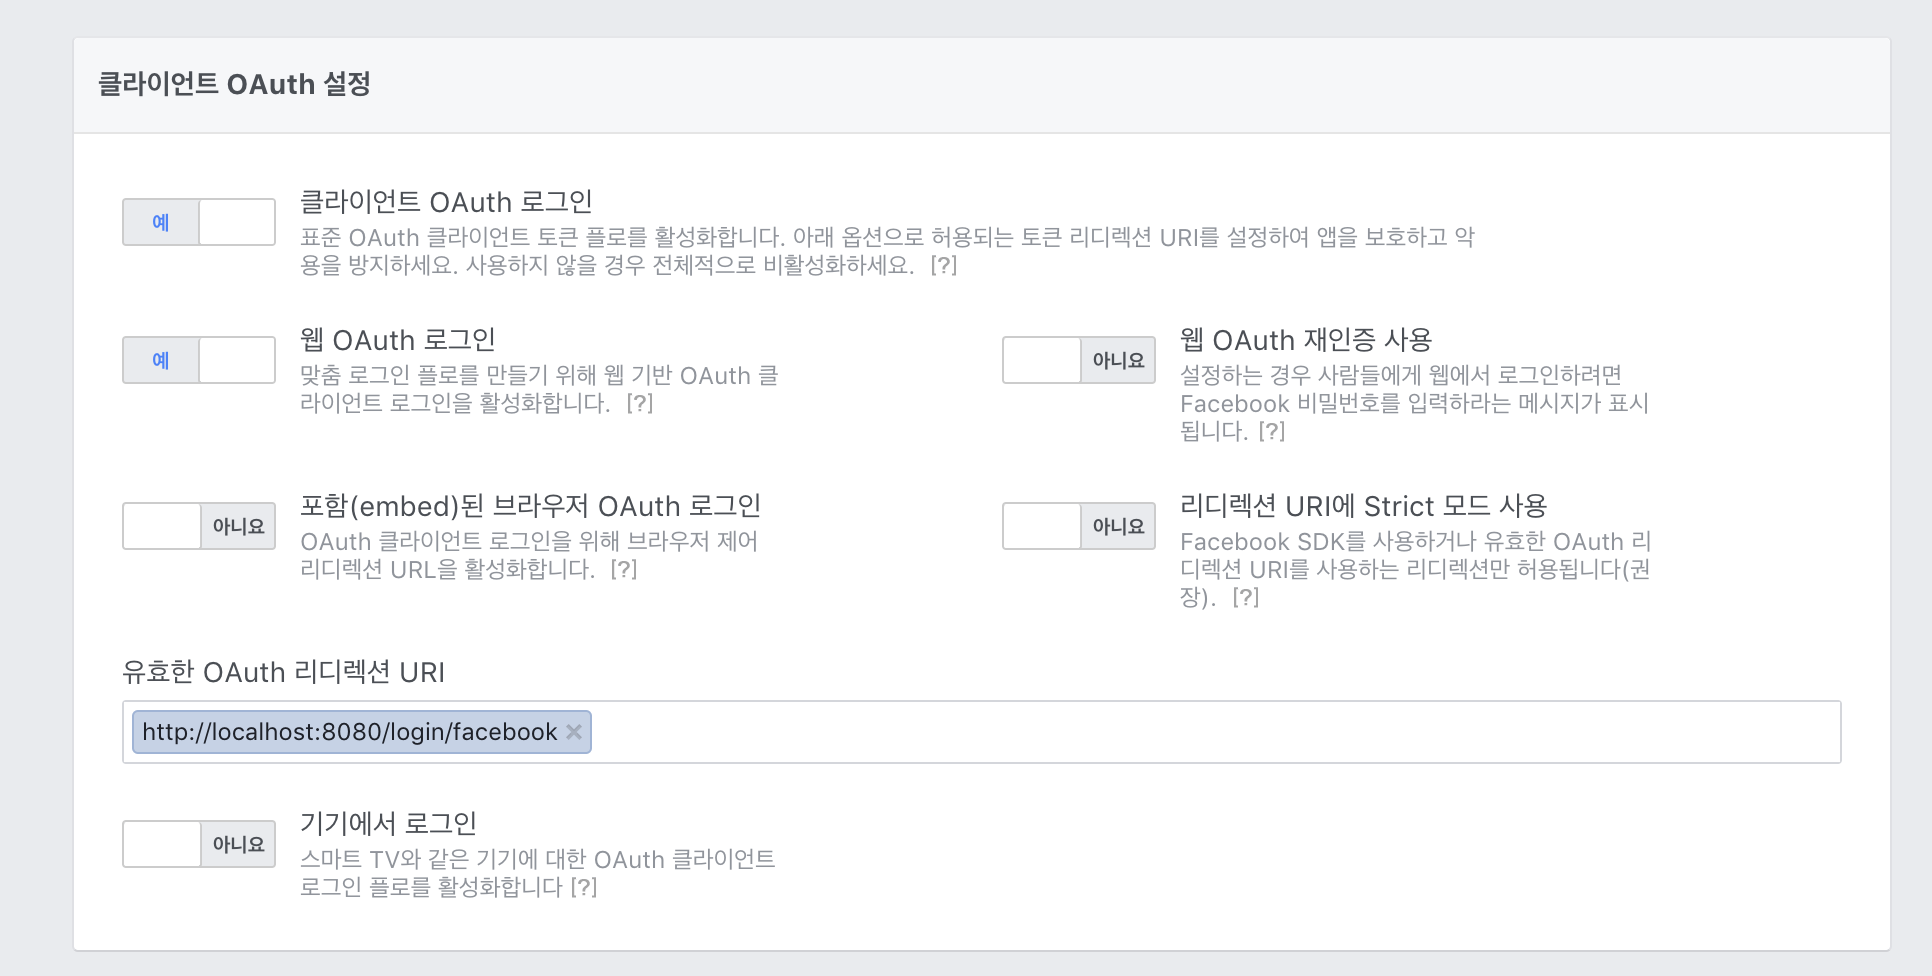 클라이언트 OAuth 설정
예
클라이언트 OAuth 로그인
표준 OAuth 클라이언트 토큰 플로를 활성화합니다. 아래 옵션으로 허용되는 토큰 리디렉션 URI를 설정하여 앱을 보호하고 악
용을 방지하세요. 사용하지 않을 경우 전체적으로 비활성화하세요. [?]
예
웹 OAuth 로그인
맞춤 로그인 플로를 만들기 위해 웹 기반 OAuth 클
라이언트 로그인을 활성화합니다. [?]
아니요
웹 OAuth 재인증 사용
설정하는 경우 사람들에게 웹에서 로그인하려면
Facebook 비밀번호를 입력하라는 메시지가 표시
됩니다. [?]
아니요
포함(embed)된 브라우저 OAuth 로그인
OAuth 클라이언트 로그인을 위해 브라우저 제어
리디렉션 URL을 활성화합니다. [?]
아니요
리디렉션 URI에 Strict 모드 사용
Facebook SDK를 사용하거나 유효한 OAuth 리
디렉션 URI를 사용하는 리디렉션만 허용됩니다(권
장). [?]
유효한 OAuth 리디렉션 URI
http://localhost:8080/login/facebook ×
아니요
기기에서 로그인
스마트 TV와 같은 기기에 대한 OAuth 클라이언트
로그인 플로를 활성화합니다 [?]